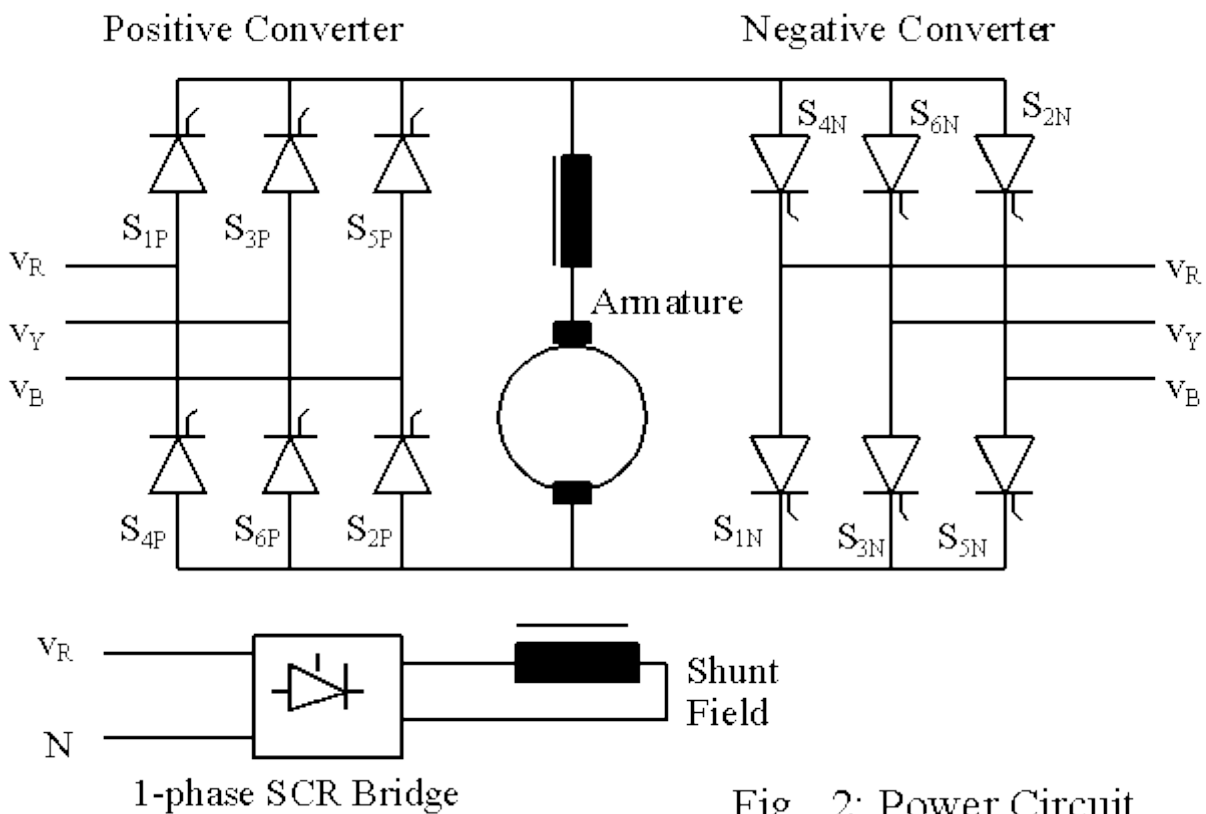 Positive Converter
Negative Converter
S4N
S6N
S2N
S1P
S3P
S5P
vR
vY
vB
Armature
vR
vY
vB
S4P
S6P
S2P
S1N
S3N
S5N
vR
N
Shunt
Field
1-phase SCR Bridge
Fig. 2: Power Circuit